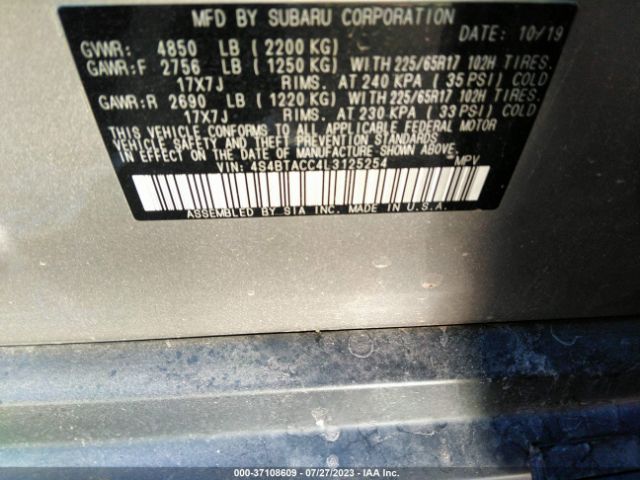 MFD BY SUBARU CORPORATION
DATE: 10/19
GVWR: 4850 LB (2200 KG)
GAWR:F 2756 LB (1250 KG) WITH 225/65R17 102H TIRES.
17X7J RIMS. AT 240 KPA (35 PSI) COLD
GAWR:R 2690 LB (1220 KG) WITH 225/65R17 102H TIRES.
17X7J RIMS. AT 230 KPA (33 PSI) COLD
THIS VEHICLE CONFORMS TO ALL APPLICABLE FEDERAL MOTOR
VEHICLE SAFETY, THEFT PREVENTION AND BUMPER STANDARDS
IN EFFECT ON THE DATE OF MANUFACTURE SHOWN ABOVE.
VIN: 4S4BTACC4L3125254 MPV
ASSEMBLED BY SIA INC. MADE IN U.S.A.
000-37108609 - 07/27/2023 - IAA Inc.